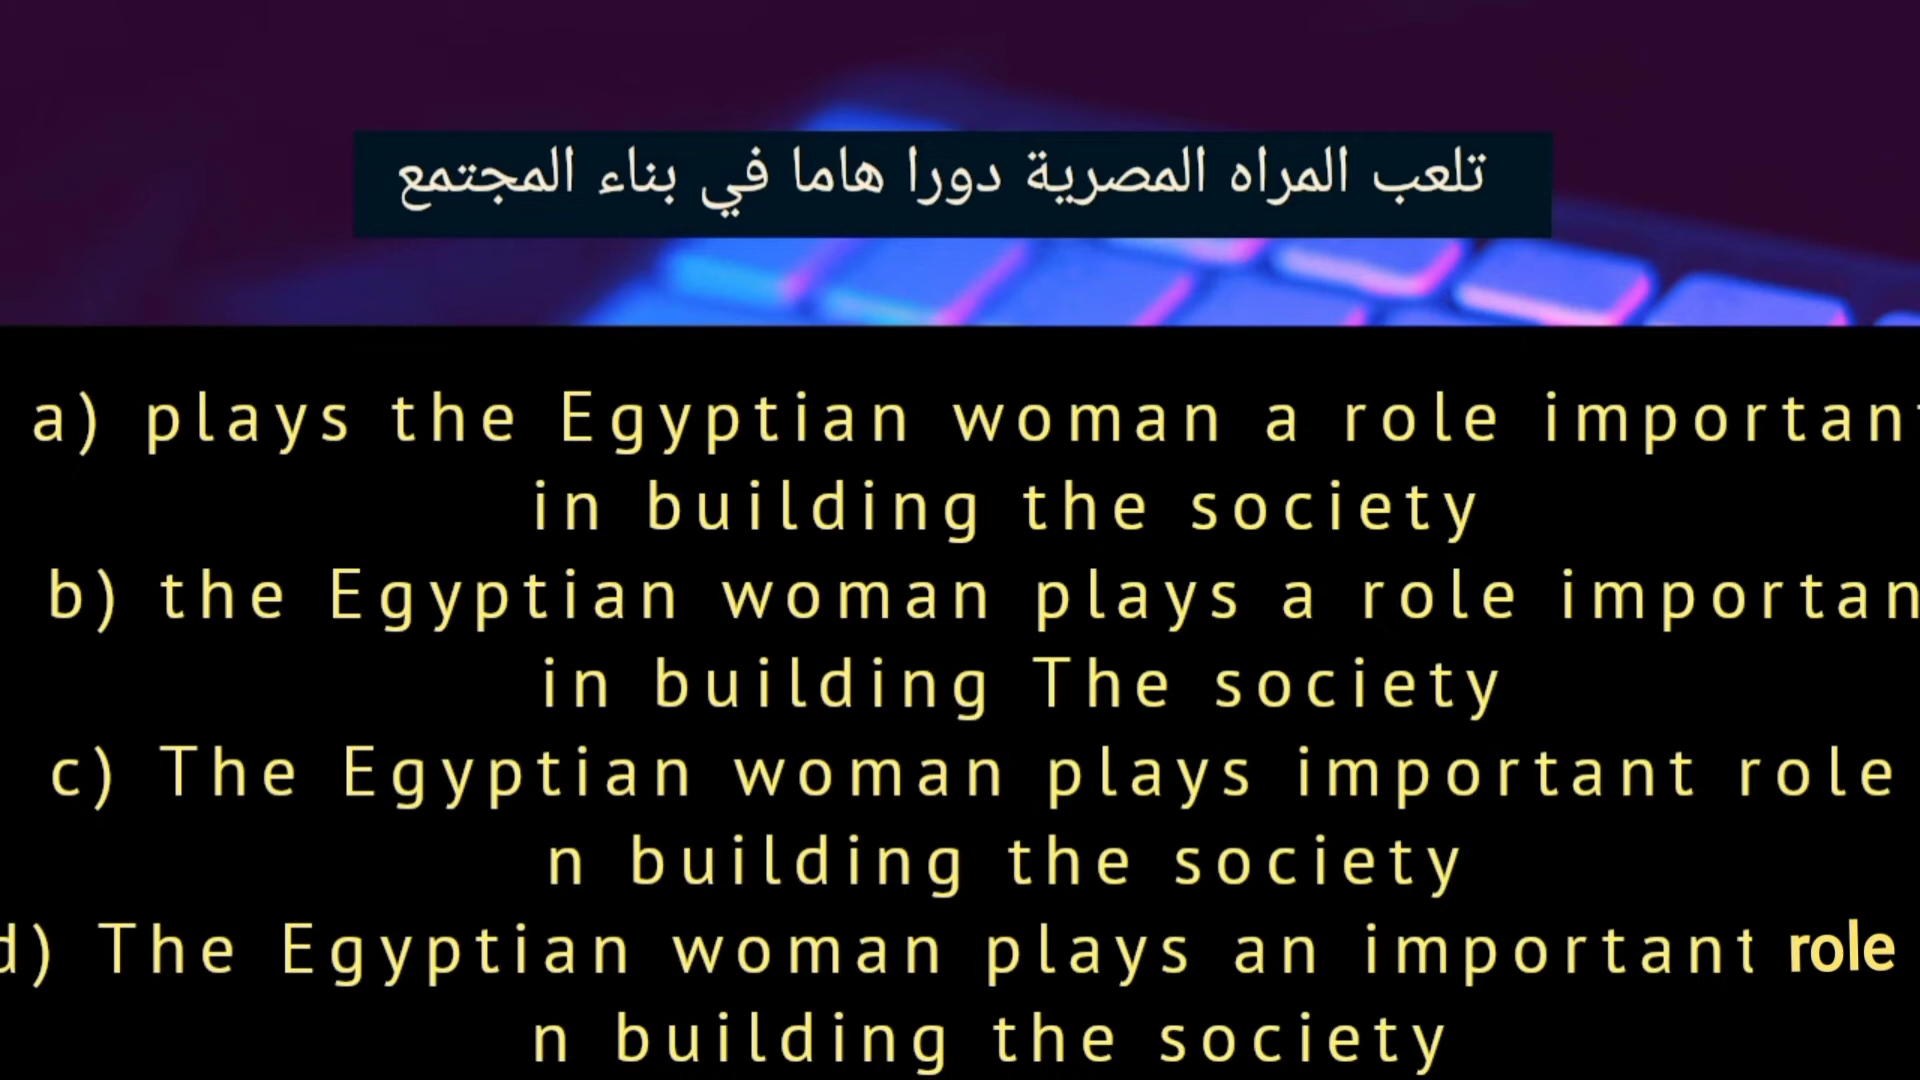 تلعب المراه المصرية دورا هاما في بناء المجتمع
a) plays the Egyptian woman a role important
in building the society
b) the Egyptian woman plays a role importan
in building The society
c) The Egyptian woman plays important role
n building the society
d) The Egyptian woman plays an important role
n building the society